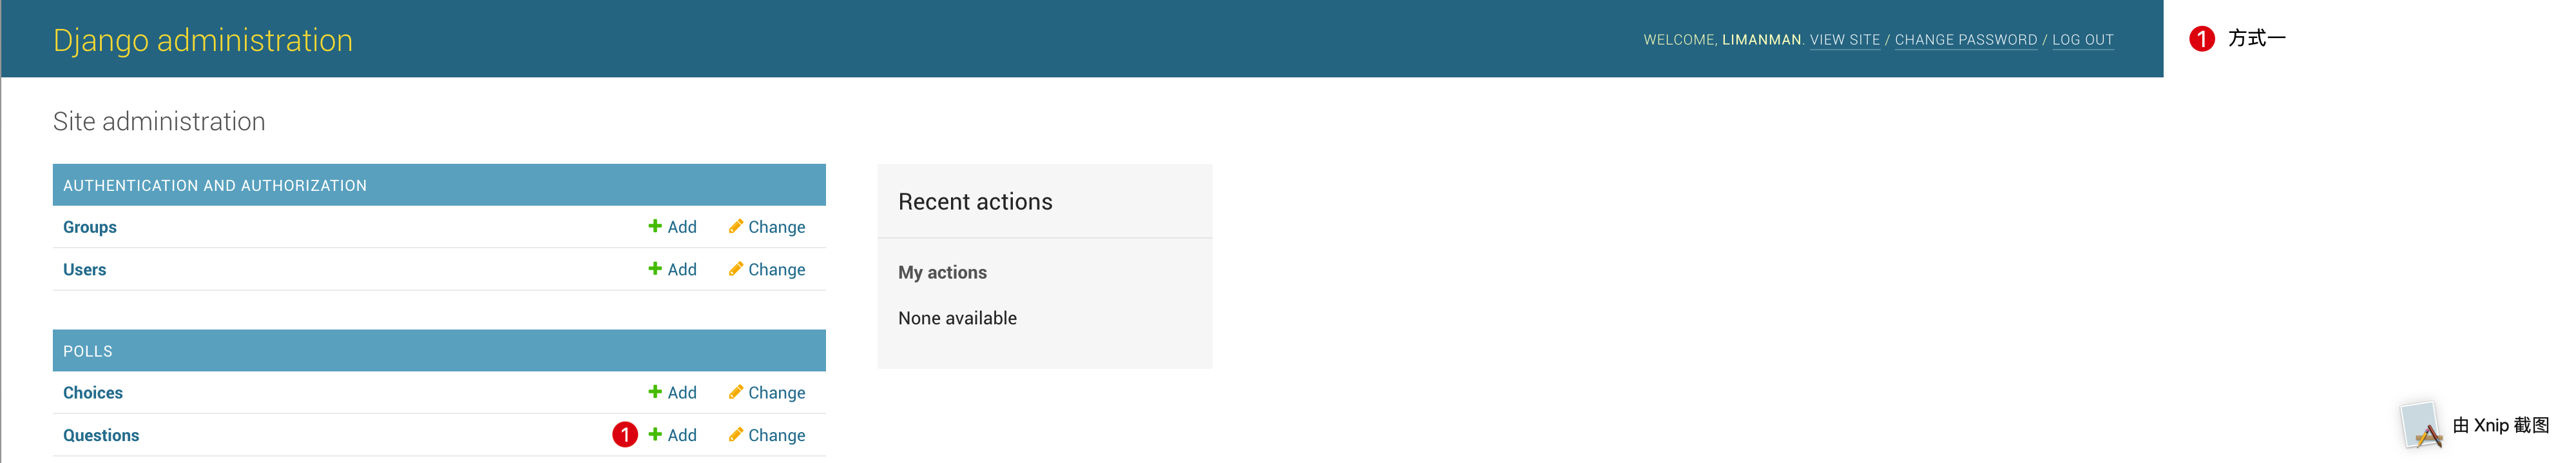 Django administration
WELCOME, LIMANMAN. VIEW SITE / CHANGE PASSWORD / LOG OUT
1 方式一
Site administration
AUTHENTICATION AND AUTHORIZATION
Groups Add Change
Users Add Change
POLLS
Choices Add Change
Questions 1 Add Change
Recent actions
My actions
None available
由 Xnip 截图